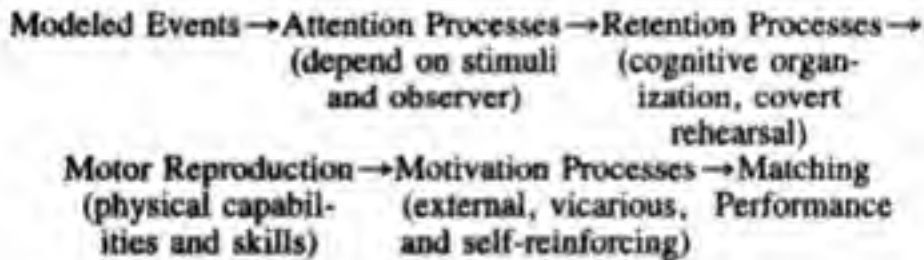 Modeled Events→Attention Processes→Retention Processes→
(depend on stimuli (cognitive organ-
and observer) ization, covert
rehearsal)
Motor Reproduction→Motivation Processes→Matching
(physical capabil- (external, vicarious, Performance
ities and skills) and self-reinforcing)